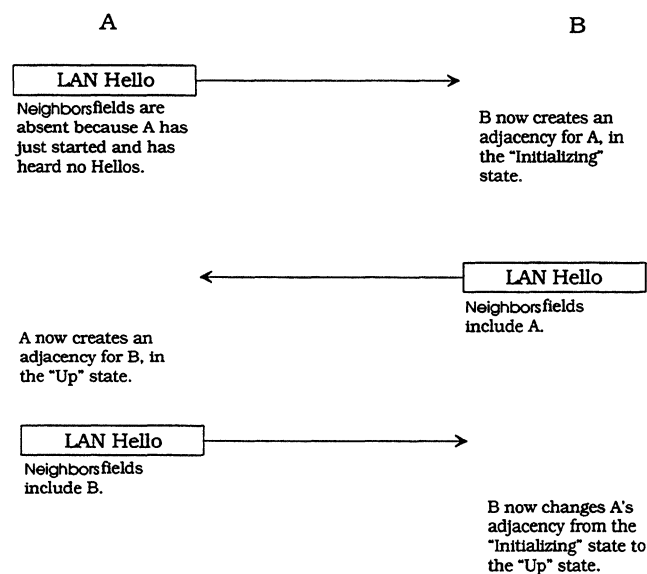 A
B
LAN Hello
Neighborsfields are
absent because A has
just started and has
heard no Hellos.
B now creates an
adjacency for A, in
the "Initializing"
state.
LAN Hello
Neighborsfields
include A.
A now creates an
adjacency for B, in
the "Up" state.
LAN Hello
Neighborsfields
include B.
B now changes A's
adjacency from the
"Initializing" state to
the "Up" state.